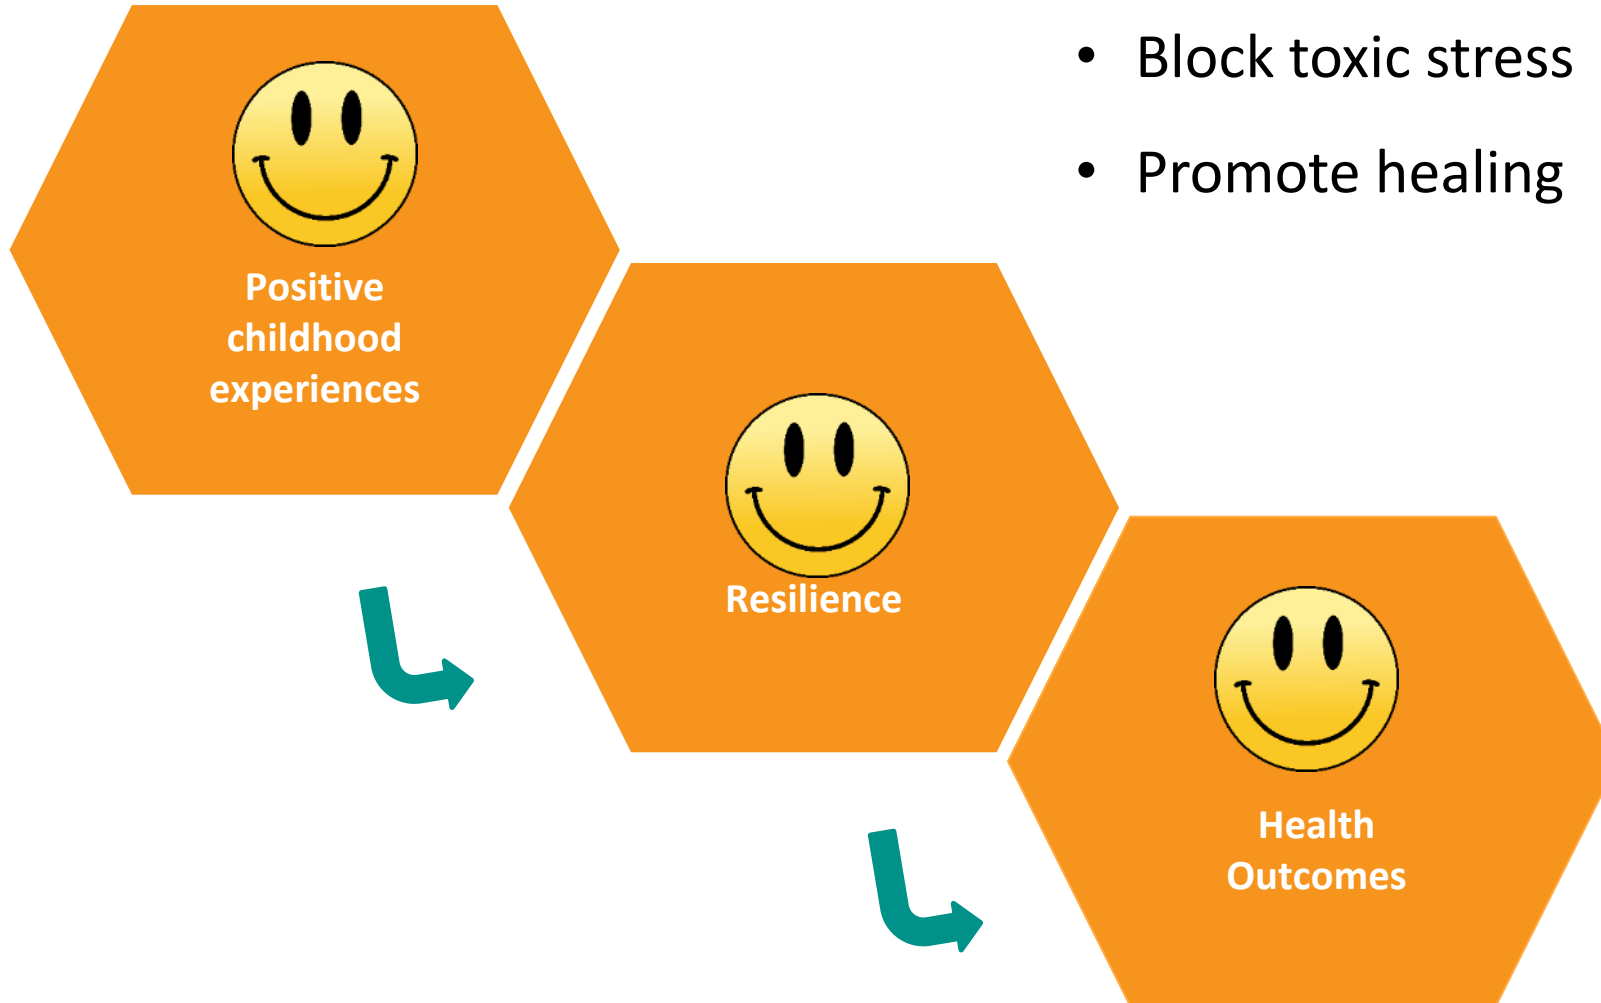 • Block toxic stress
• Promote healing
Positive
childhood
experiences
Resilience
Health
Outcomes